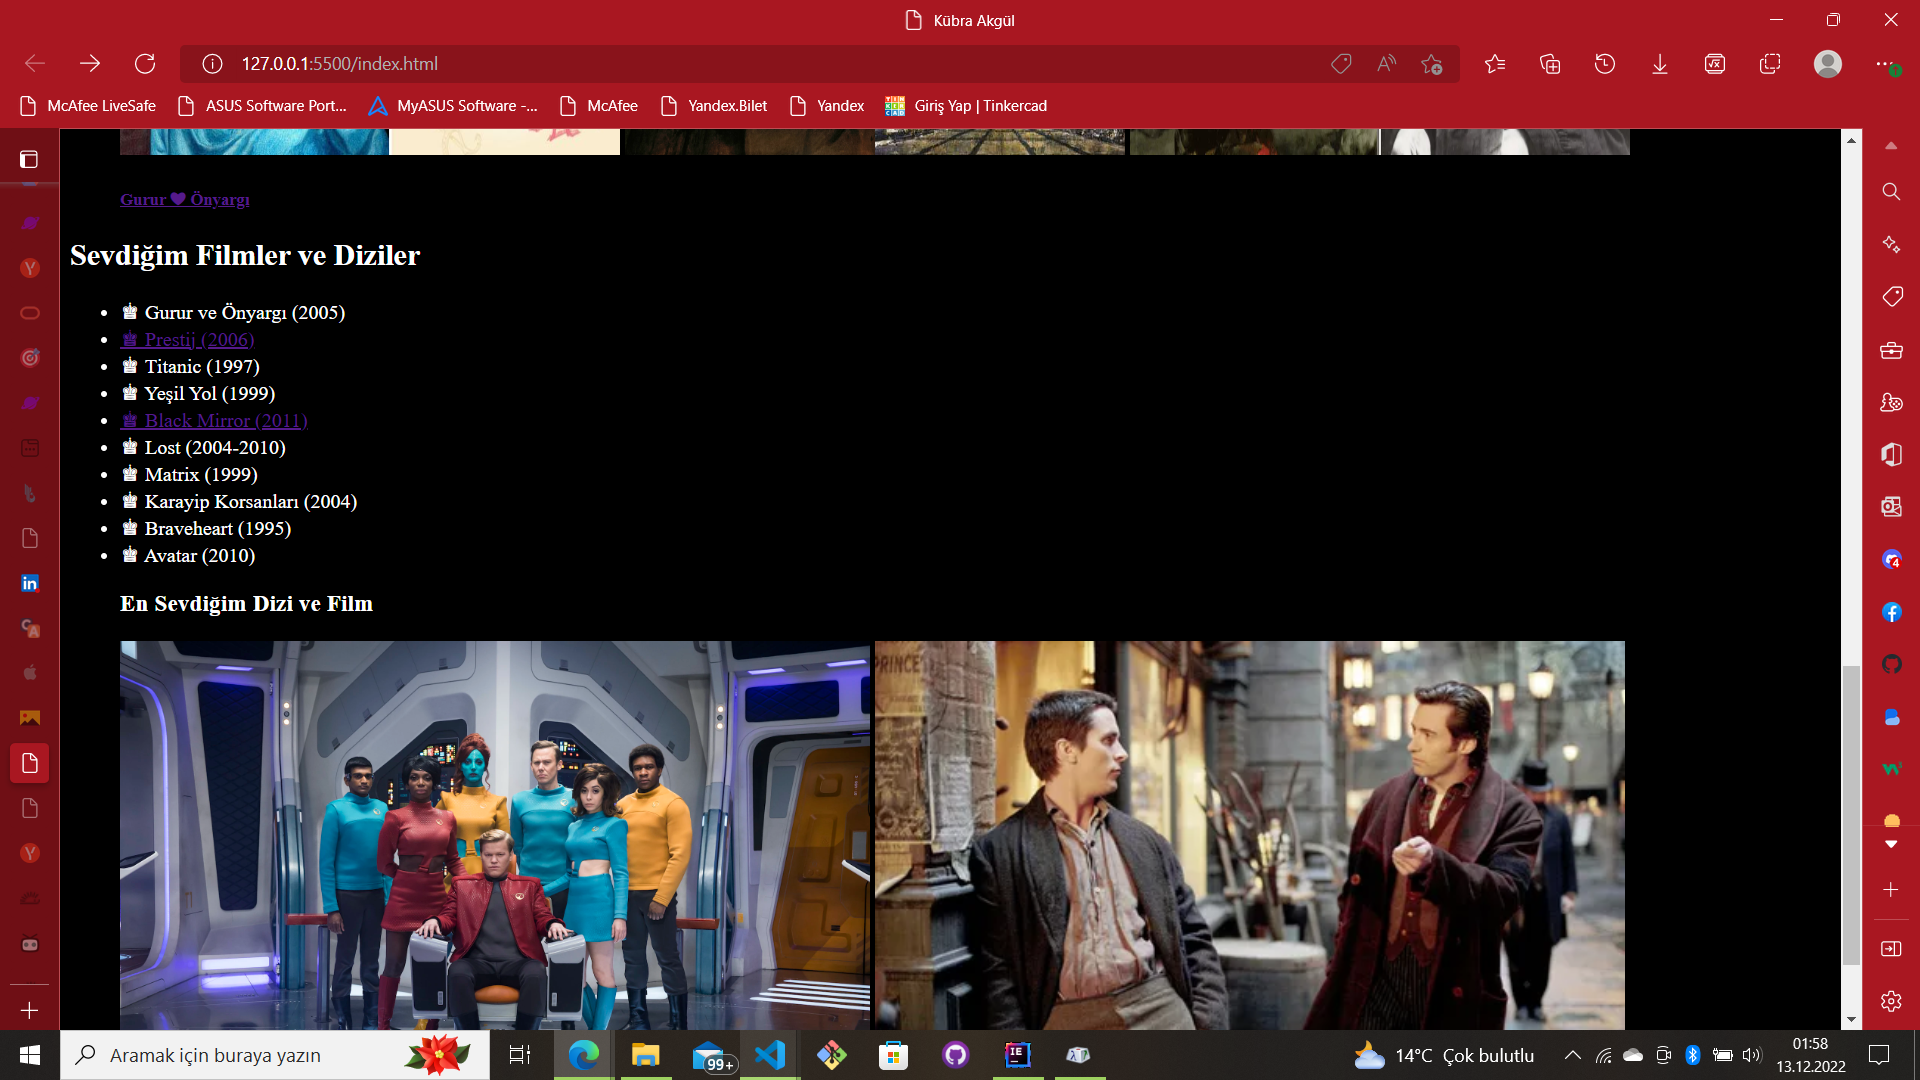 Kübra Akgül
127.0.0.1:5500/index.html
McAfee LiveSafe ASUS Software Port... MyASUS Software -... McAfee Yandex.Bilet Yandex Giriş Yap | Tinkercad
Gurur 🖤 Önyargı
Sevdiğim Filmler ve Diziler
• ♚ Gurur ve Önyargı (2005)
• ♚ Prestij (2006)
• ♚ Titanic (1997)
• ♚ Yeşil Yol (1999)
• ♚ Black Mirror (2011)
• ♚ Lost (2004-2010)
• ♚ Matrix (1999)
• ♚ Karayip Korsanları (2004)
• ♚ Braveheart (1995)
• ♚ Avatar (2010)
En Sevdiğim Dizi ve Film
PRINCE
Aramak için buraya yazın
99+
14°C Çok bulutlu
01:58
13.12.2022